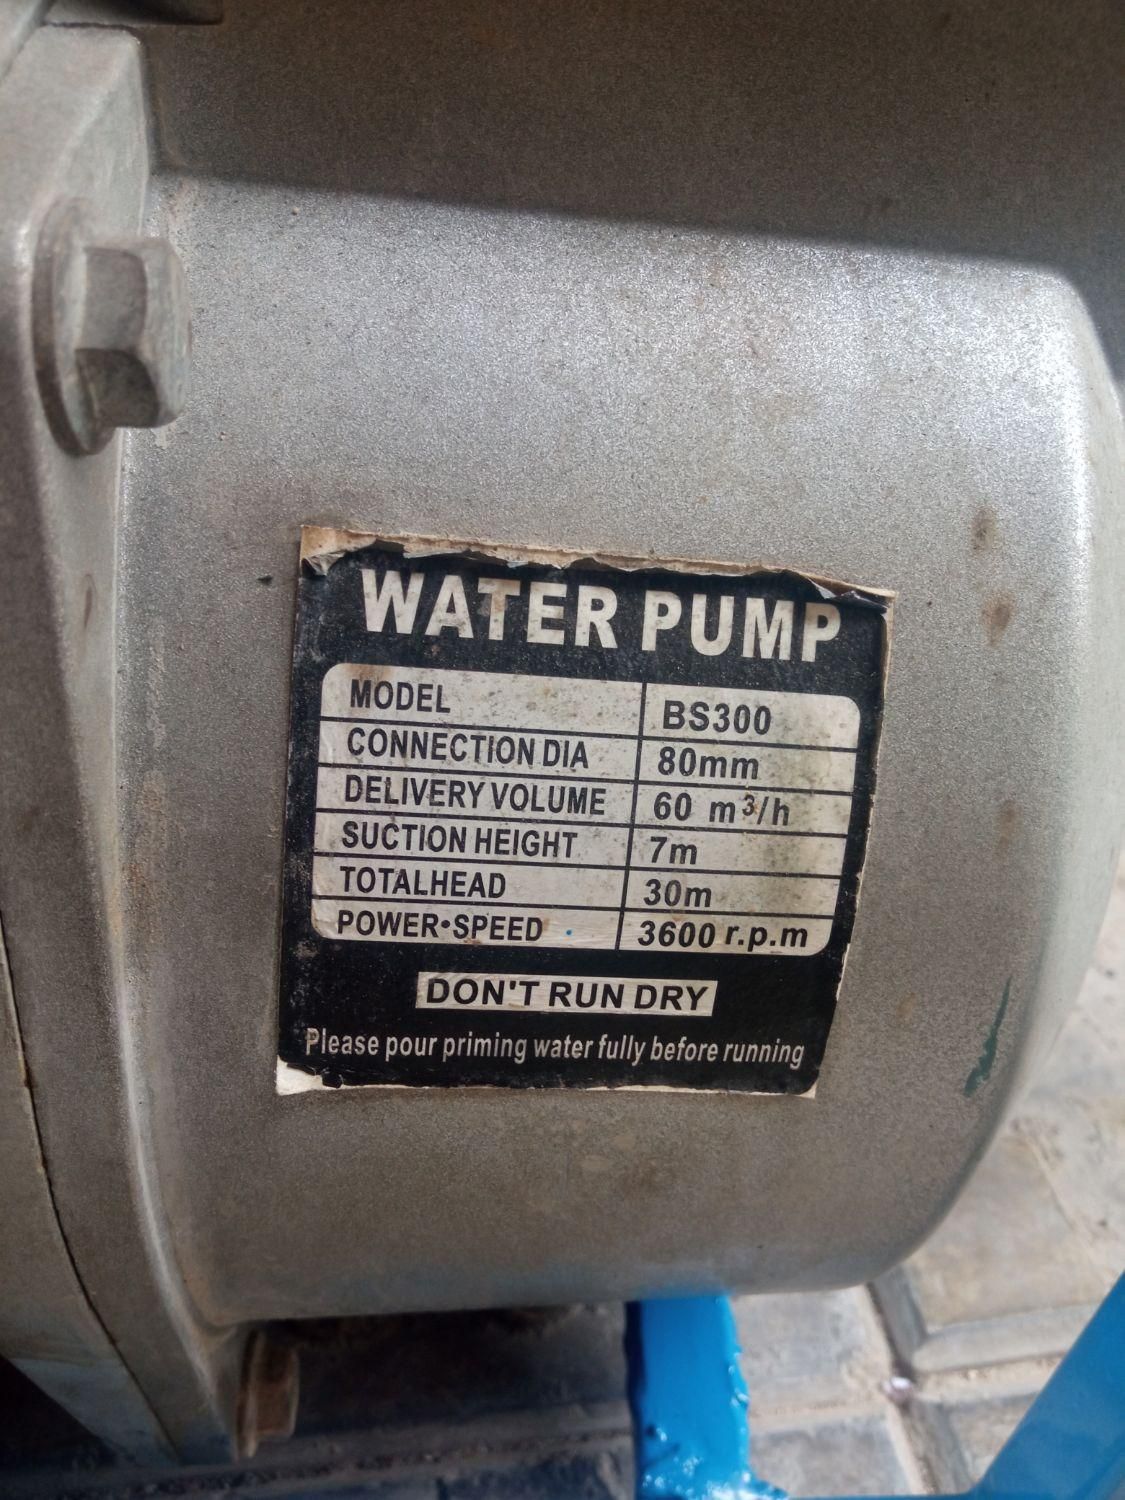 WATER PUMP
MODEL BS300
CONNECTION DIA 80mm
DELIVERY VOLUME 60 m³/h
SUCTION HEIGHT 7m
TOTALHEAD 30m
POWER•SPEED 3600 r.p.m
DON'T RUN DRY
Please pour priming water fully before running